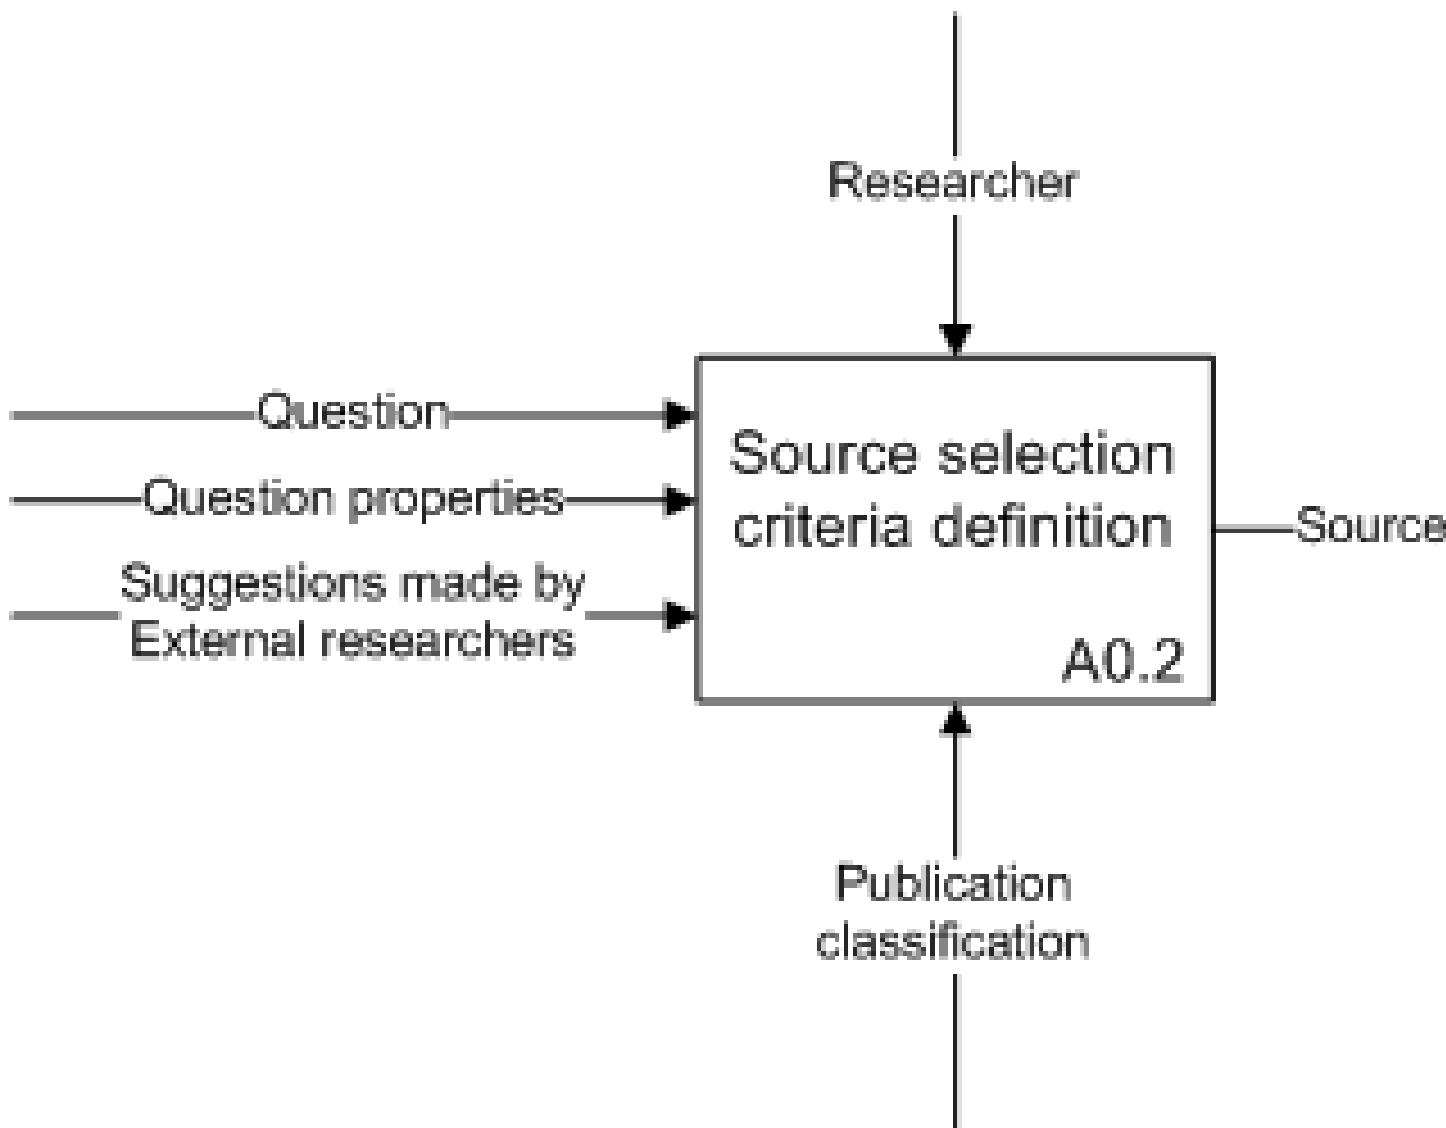 Researcher
Question
Question properties
Suggestions made by
External researchers
Source selection
criteria definition
A0.2
Source
Publication
classification